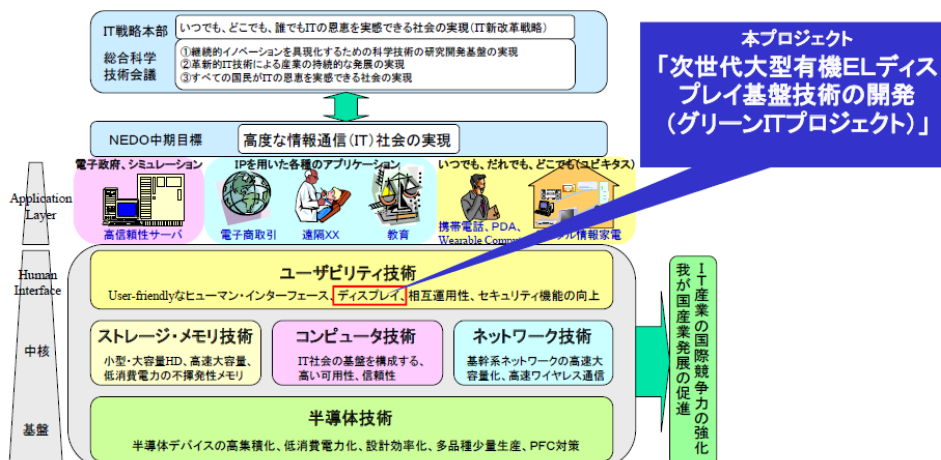 IT戦略本部
いつでも、どこでも、誰でもITの恩恵を実感できる社会の実現(IT新改革戦略)
総合科学
技術会議
①継続的イノベーションを具現化するための科学技術の研究開発基盤の実現
②革新的IT技術による産業の持続的な発展の実現
③すべての国民がITの恩恵を実感できる社会の実現
本プロジェクト
「次世代大型有機ELディス
プレイ基盤技術の開発
(グリーンITプロジェクト)」
NEDO中期目標
高度な情報通信(IT)社会の実現
電子政府、シミュレーション
IPを用いた各種のアプリケーション
いつでも、だれでも、どこでも(ユビキタス)
Application
Layer
高信頼性サーバ
電子商取引
遠隔XX
教育
携帯電話、PDA、
Wearable Comput
情報家電
Human
Interface
ユーザビリティ技術
User-friendlyなヒューマン・インターフェース、ディスプレイ、相互運用性、セキュリティ機能の向上
中核
ストレージ・メモリ技術
小型・大容量HD、高速大容量、
低消費電力の不揮発性メモリ
コンピュータ技術
IT社会の基盤を構成する、
高い可用性、信頼性
ネットワーク技術
基幹系ネットワークの高速大
容量化、高速ワイヤレス通信
基盤
半導体技術
半導体デバイスの高集積化、低消費電力化、設計効率化、多品種少量生産、PFC対策
IT産業の国際競争力の強化
我が国産業発展の促進